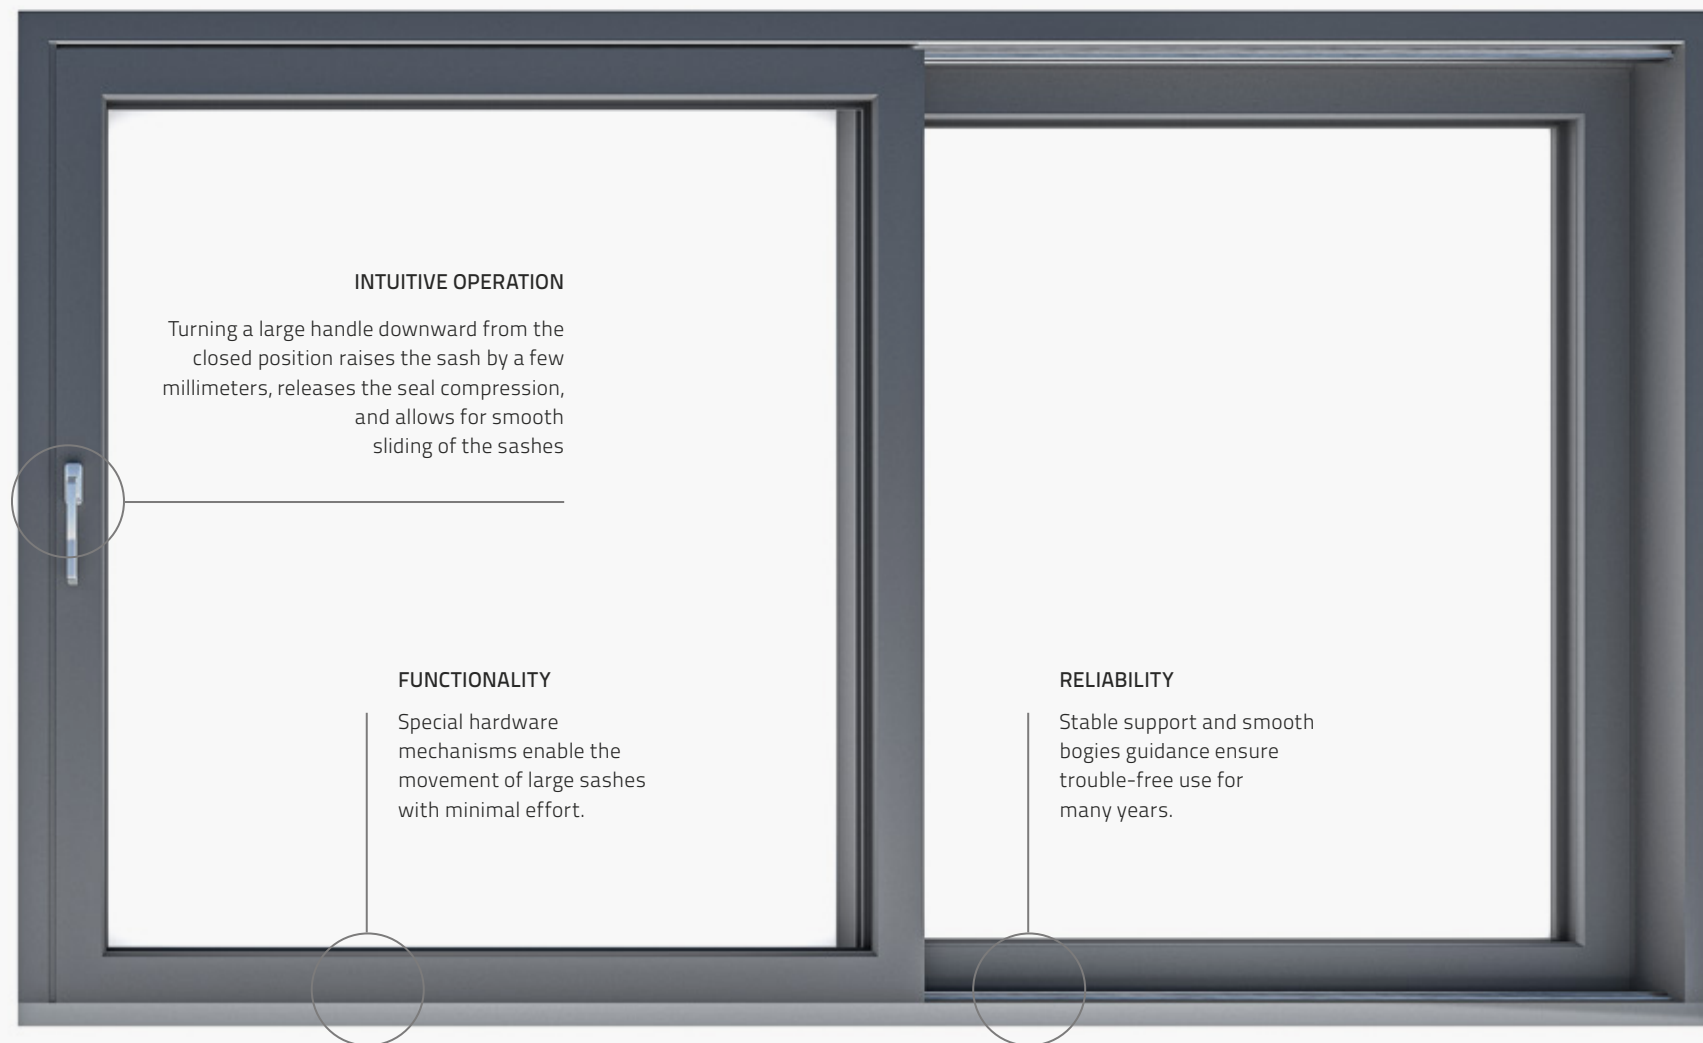 INTUITIVE OPERATION
Turning a large handle downward from the
closed position raises the sash by a few
millimeters, releases the seal compression,
and allows for smooth
sliding of the sashes
FUNCTIONALITY
Special hardware
mechanisms enable the
movement of large sashes
with minimal effort.
RELIABILITY
Stable support and smooth
bogies guidance ensure
trouble-free use for
many years.